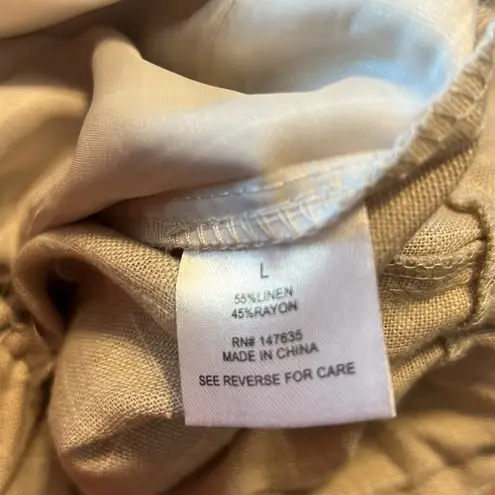 L
55%LINEN
45%RAYON
RN# 147635
MADE IN CHINA
SEE REVERSE FOR CARE